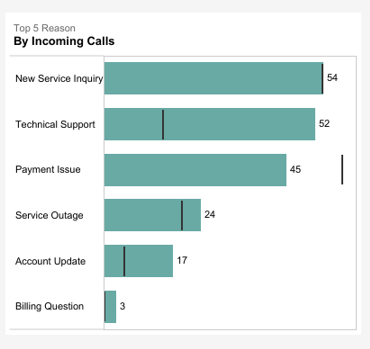 Top 5 Reason
By Incoming Calls
New Service Inquiry 54
Technical Support 52
Payment Issue 45
Service Outage 24
Account Update 17
Billing Question 3